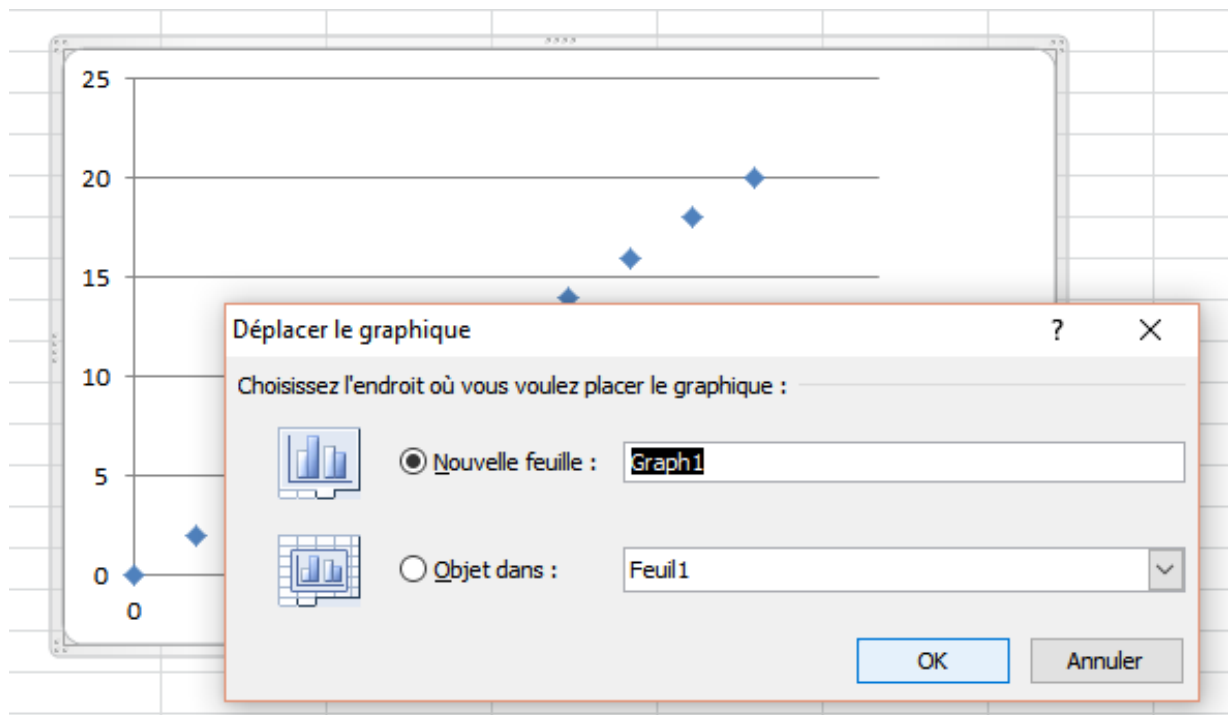 25
20
15
10
5
0
0
Déplacer le graphique ?
Choisissez l'endroit où vous voulez placer le graphique :
Nouvelle feuille : Graph1
Objet dans : Feuil1
OK Annuler